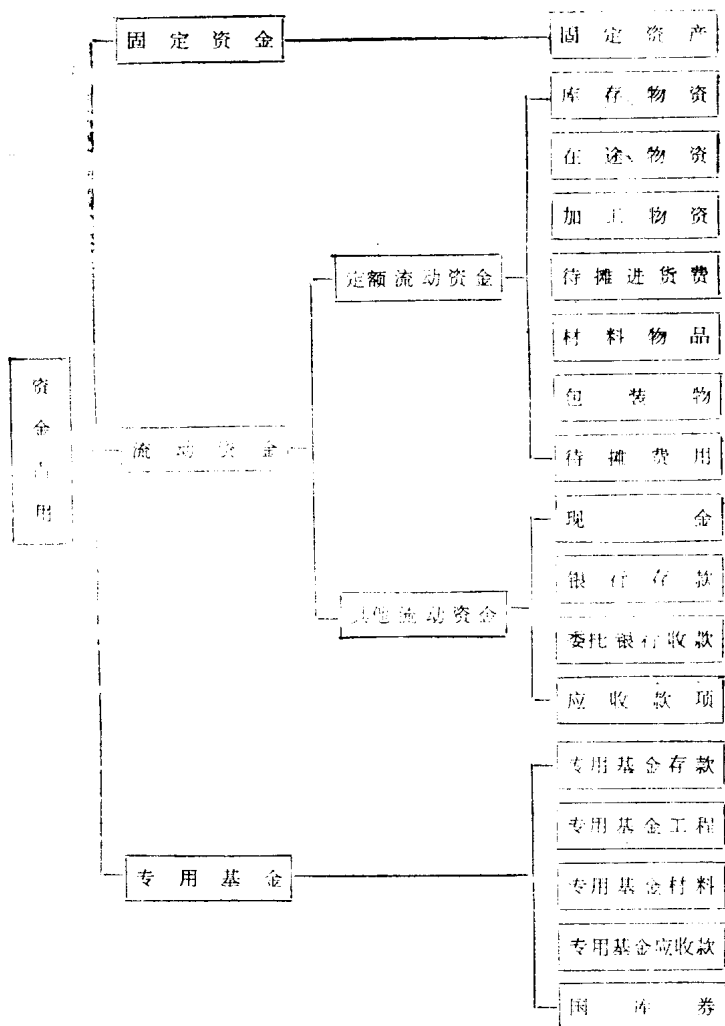 固定资金
固定资产
库存物资
在途物资
加工物资
定额流动资金
待摊进货费
材料物品
资金占用
包装物
流动资金
待摊费用
现金
银行存款
其他流动资金
委托银行收款
应收款项
专用基金存款
专用基金工程
专用基金
专用基金材料
专用基金应收款
国库券